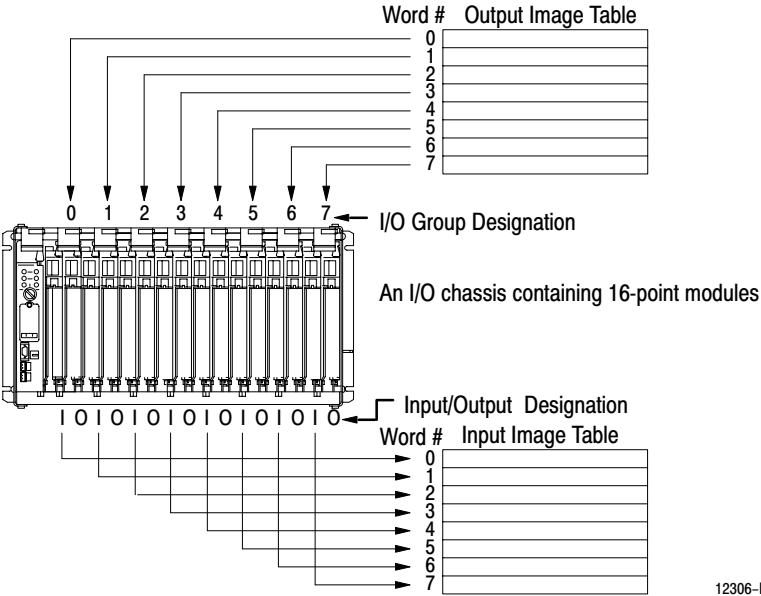 Word # Output Image Table
0
1
2
3
4
5
6
7
0 1 2 3 4 5 6 7
I/O Group Designation
An I/O chassis containing 16-point modules
I O I O I O I O I O I O I O I O
Input/Output Designation
Word # Input Image Table
0
1
2
3
4
5
6
7
12306-I